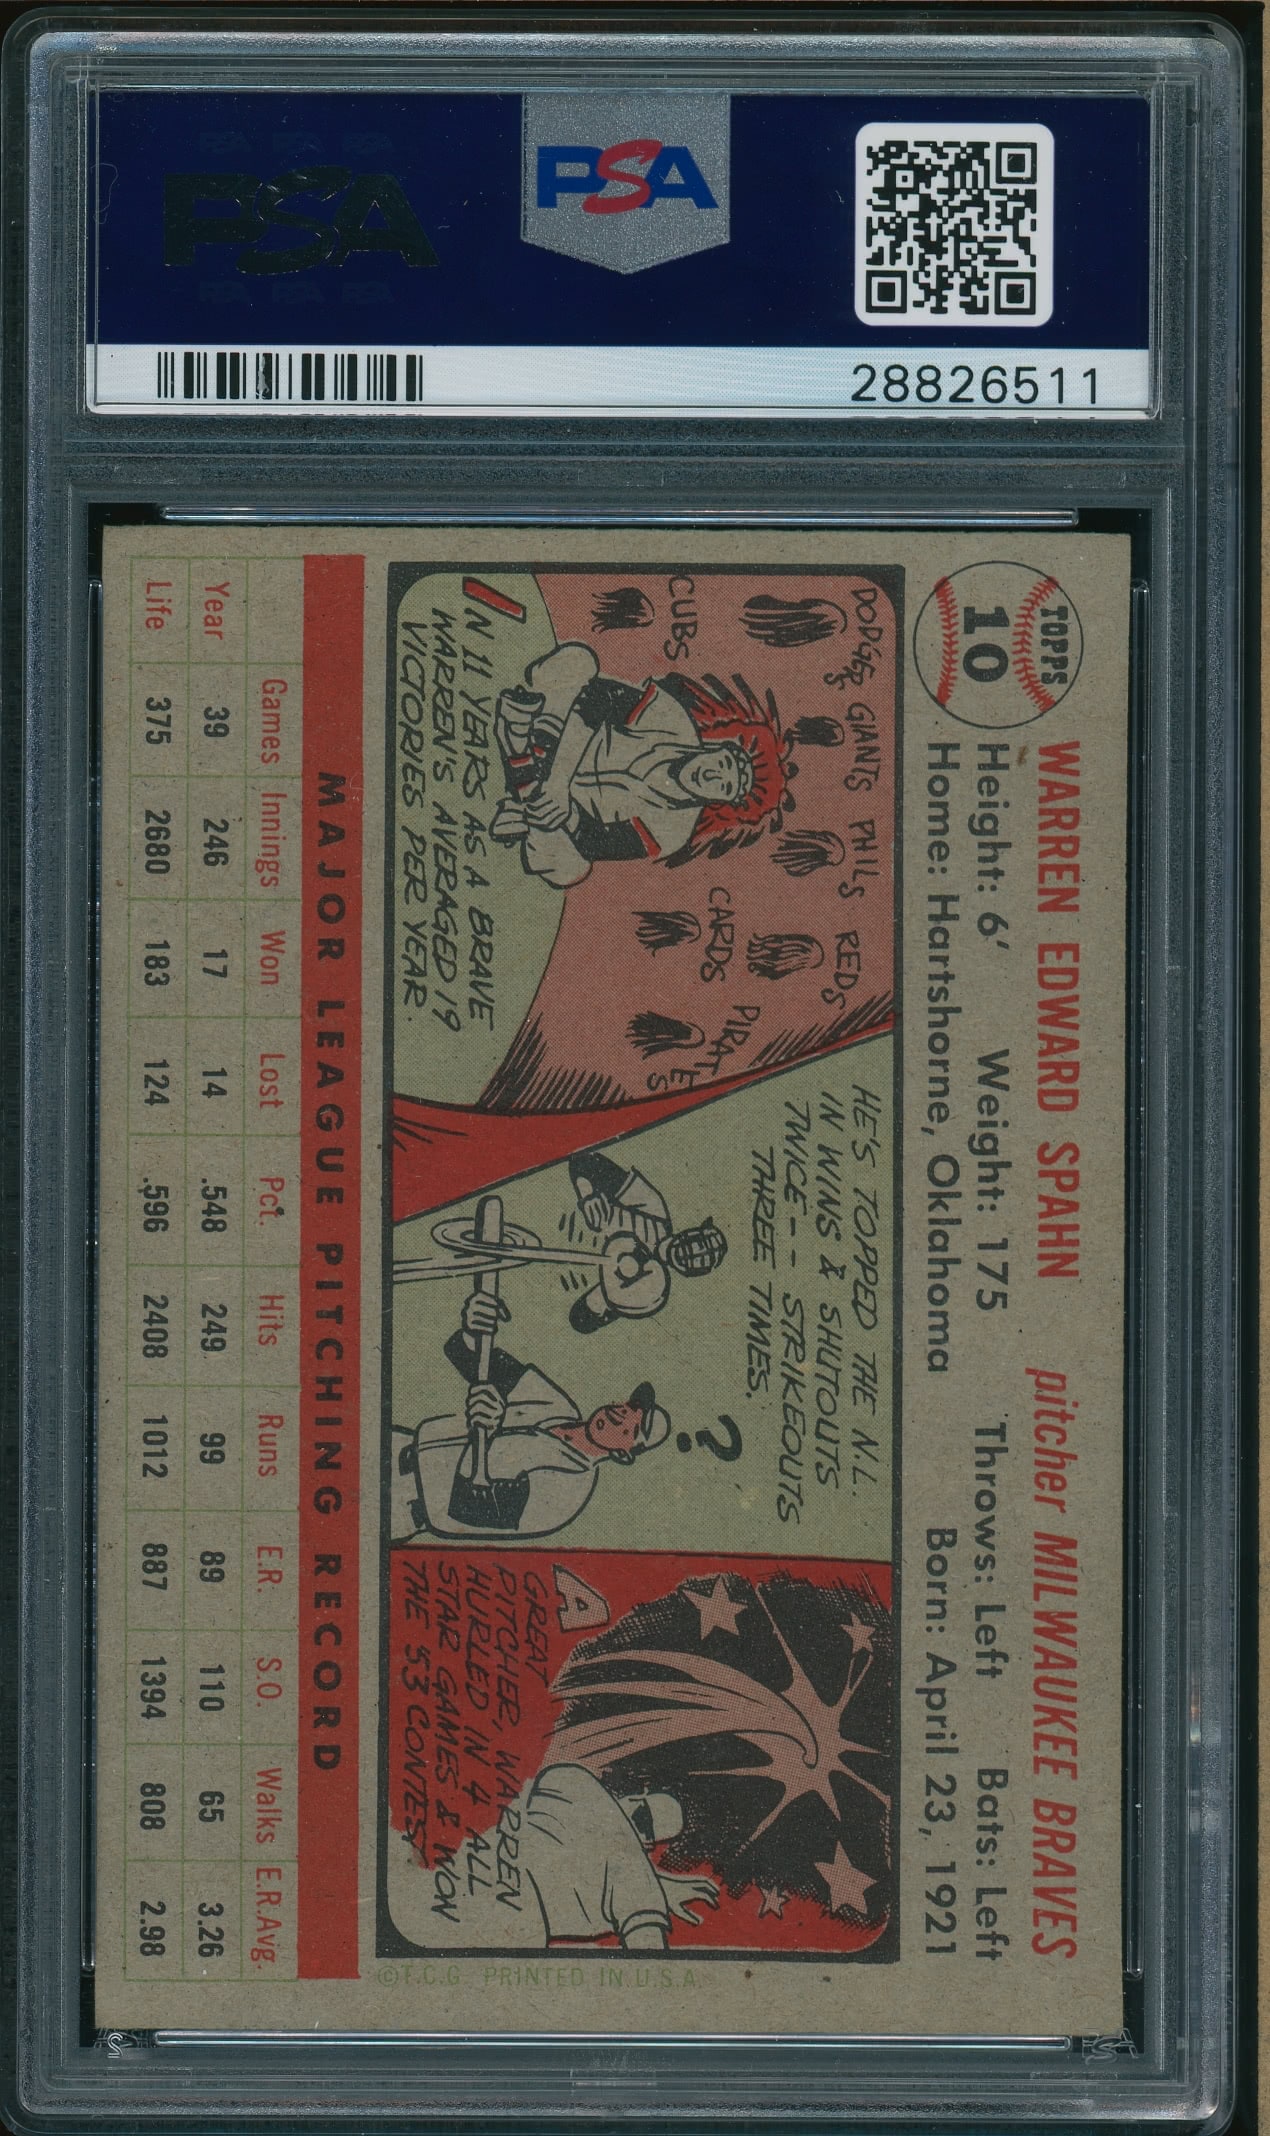 PSA
PSA
28826511
TOPPS
10
WARREN EDWARD SPAHN pitcher MILWAUKEE BRAVES
Height: 6' Weight: 175 Throws: Left Bats: Left
Home: Hartshorne, Oklahoma Born: April 23, 1921
DODGERS GIANTS PHILS REDS
CUBS CARDS PIRATES
IN 11 YEARS AS A BRAVE
WARREN'S AVERAGED 19
VICTORIES PER YEAR.
HE'S TOPPED THE N.L.
IN WINS & SHUTOUTS
TWICE-- STRIKEOUTS
THREE TIMES.
?
A
GREAT
PITCHER, WARREN
HURLED IN 4 ALL
STAR GAMES & WON
THE '53 CONTEST.
©T.C.G. PRINTED IN U.S.A.
MAJOR LEAGUE PITCHING RECORD
Games Innings Won Lost Pct. Hits Runs E.R. S.O. Walks E.R.Avg.
Year 39 246 17 14 .548 249 99 89 110 65 3.26
Life 375 2680 183 124 .596 2408 1012 887 1394 808 2.98